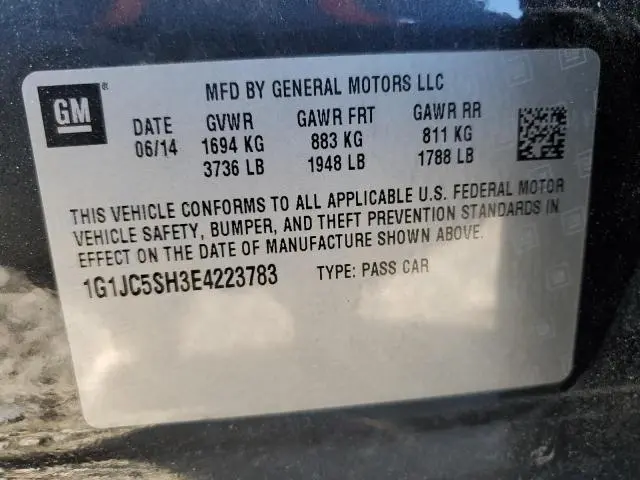 GM
MFD BY GENERAL MOTORS LLC
DATE GVWR GAWR FRT GAWR RR
06/14 1694 KG 883 KG 811 KG
3736 LB 1948 LB 1788 LB
THIS VEHICLE CONFORMS TO ALL APPLICABLE U.S. FEDERAL MOTOR
VEHICLE SAFETY, BUMPER, AND THEFT PREVENTION STANDARDS IN
EFFECT ON THE DATE OF MANUFACTURE SHOWN ABOVE.
1G1JC5SH3E4223783 TYPE: PASS CAR